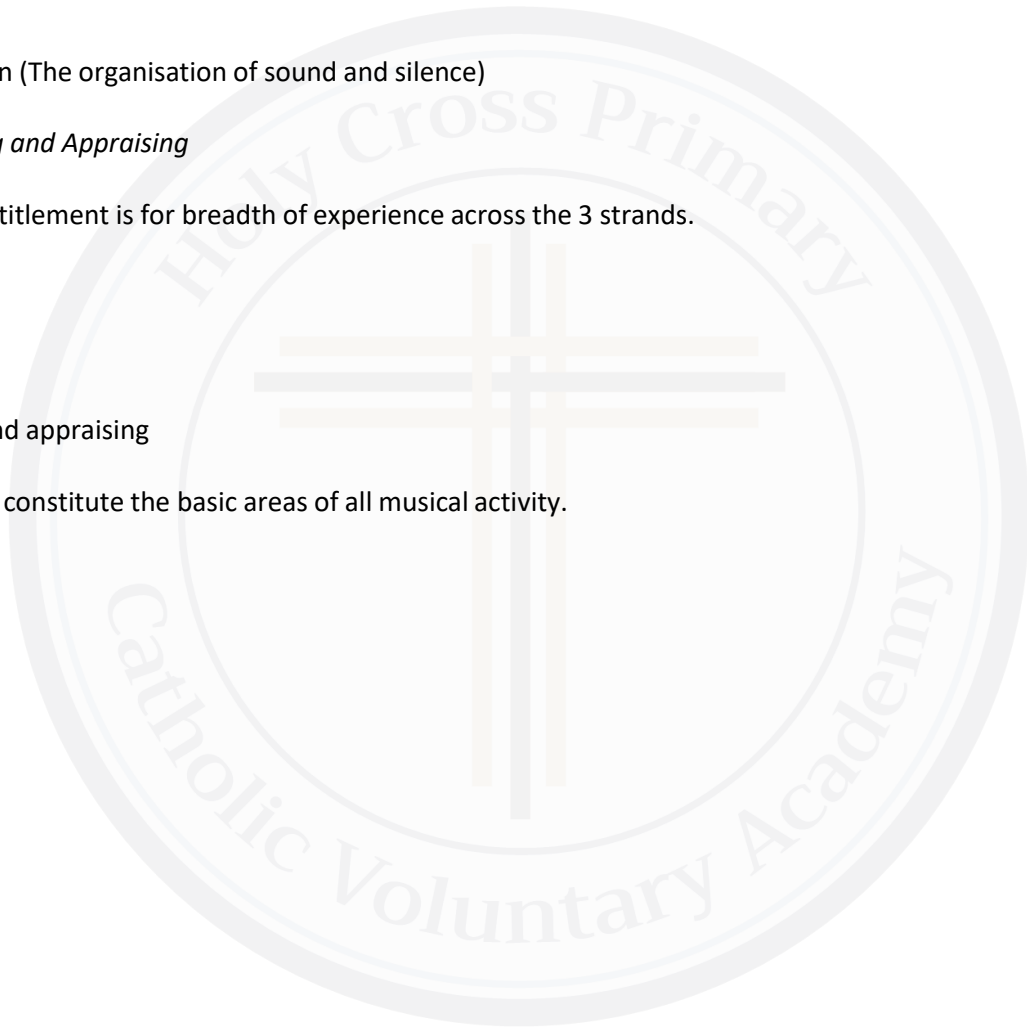 n (The organisation of sound and silence)
g and Appraising
titlement is for breadth of experience across the 3 strands.
nd appraising
constitute the basic areas of all musical activity.
Holy Cross Primary
Catholic Voluntary Academy